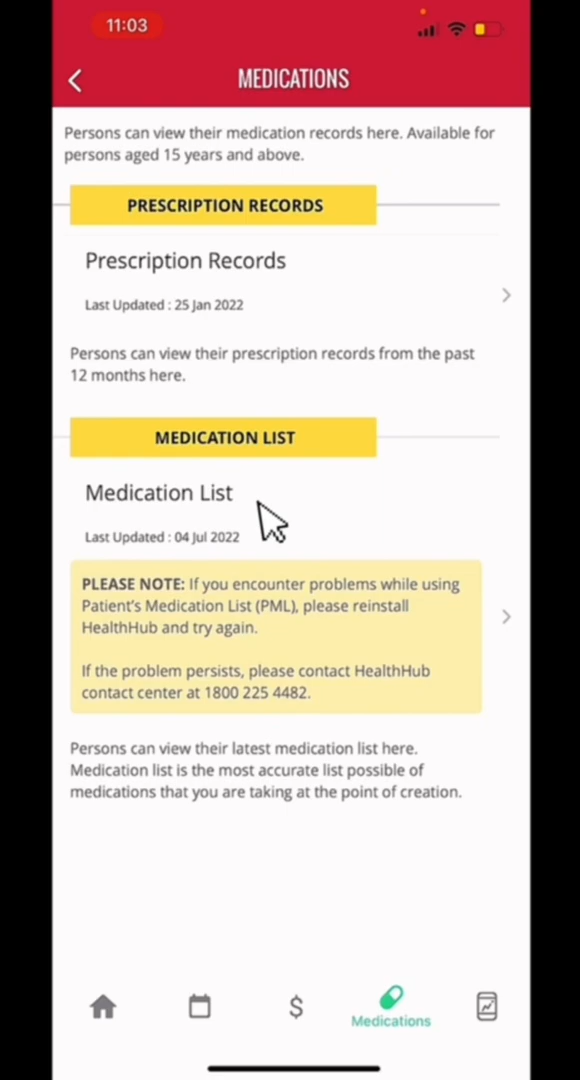 11:03
MEDICATIONS
Persons can view their medication records here. Available for
persons aged 15 years and above.
PRESCRIPTION RECORDS
Prescription Records
Last Updated : 25 Jan 2022
Persons can view their prescription records from the past
12 months here.
MEDICATION LIST
Medication List
Last Updated : 04 Jul 2022
PLEASE NOTE: If you encounter problems while using
Patient's Medication List (PML), please reinstall
HealthHub and try again.
If the problem persists, please contact HealthHub
contact center at 1800 225 4482.
Persons can view their latest medication list here.
Medication list is the most accurate list possible of
medications that you are taking at the point of creation.
$
Medications